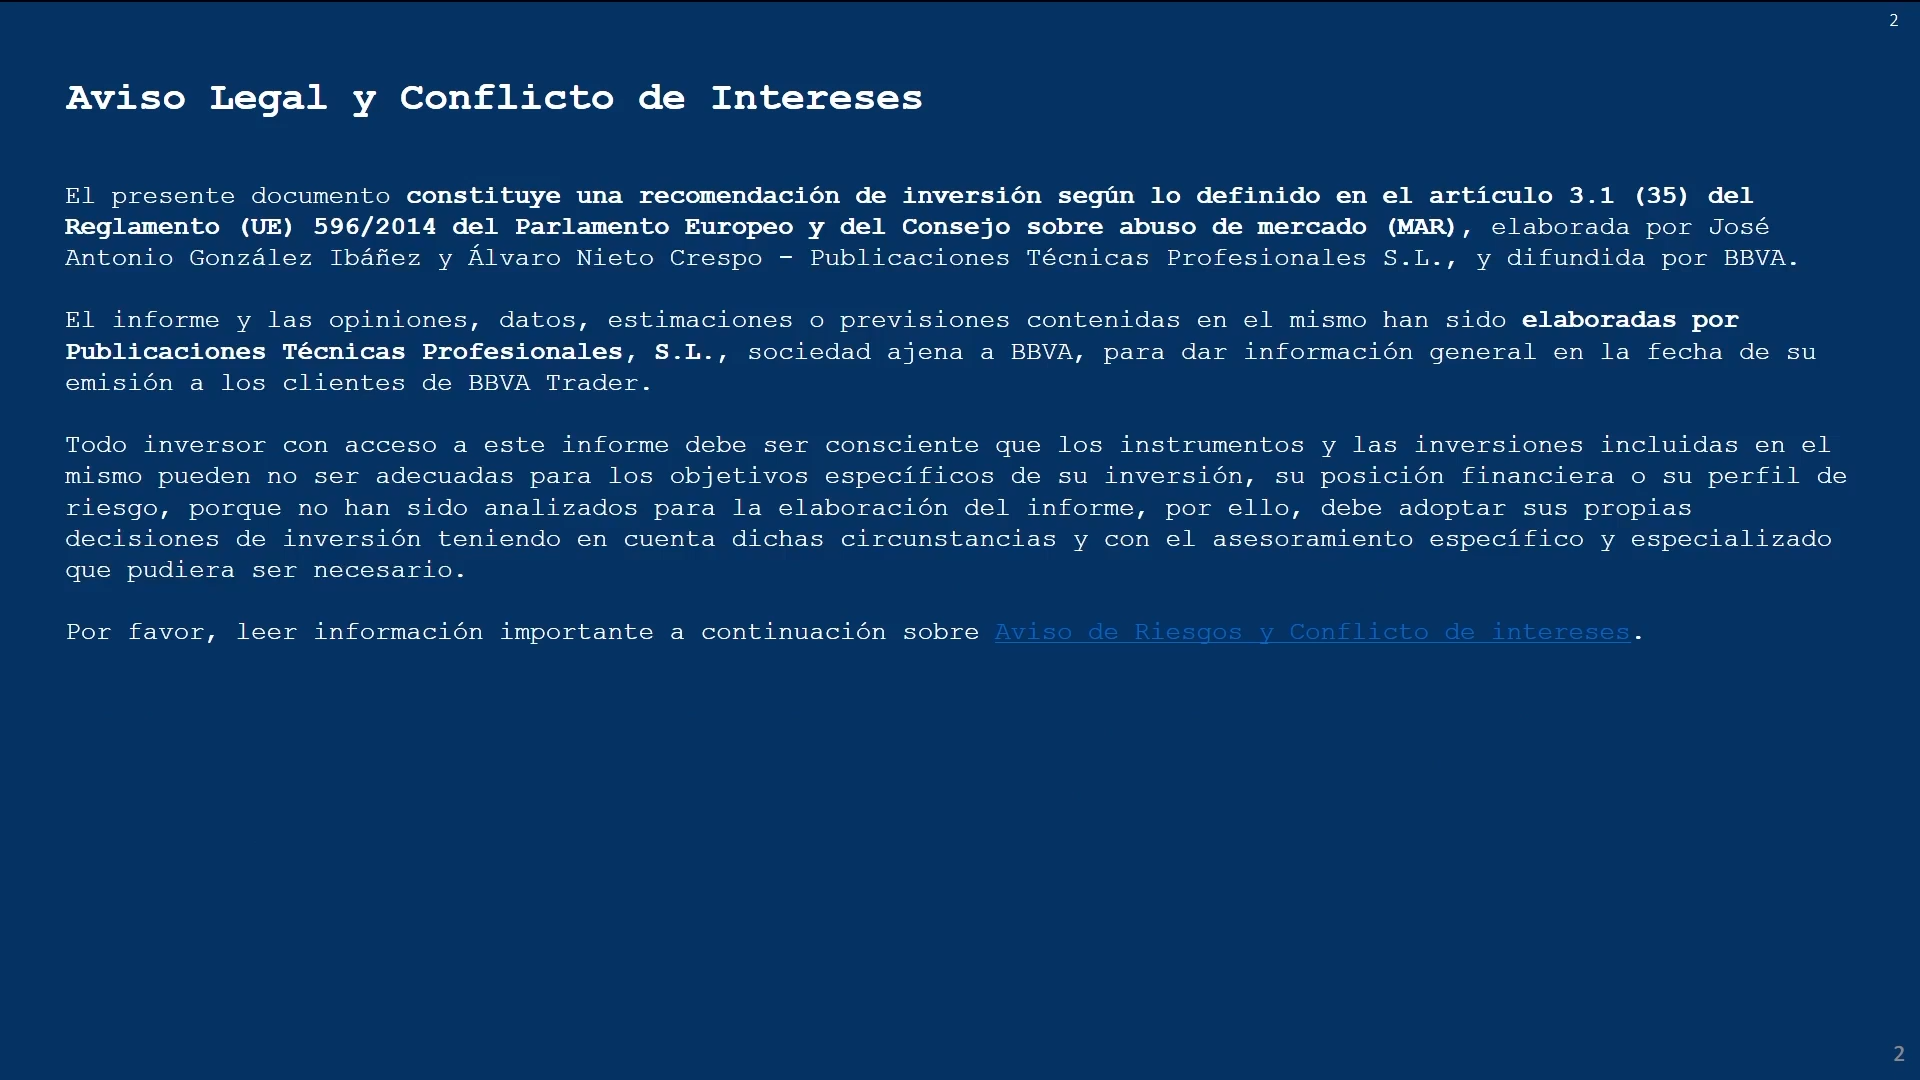 2
Aviso Legal y Conflicto de Intereses
El presente documento constituye una recomendación de inversión según lo definido en el artículo 3.1 (35) del
Reglamento (UE) 596/2014 del Parlamento Europeo y del Consejo sobre abuso de mercado (MAR), elaborada por José
Antonio González Ibáñez y Álvaro Nieto Crespo – Publicaciones Técnicas Profesionales S.L., y difundida por BBVA.
El informe y las opiniones, datos, estimaciones o previsiones contenidas en el mismo han sido elaboradas por
Publicaciones Técnicas Profesionales, S.L., sociedad ajena a BBVA, para dar información general en la fecha de su
emisión a los clientes de BBVA Trader.
Todo inversor con acceso a este informe debe ser consciente que los instrumentos y las inversiones incluidas en el
mismo pueden no ser adecuadas para los objetivos específicos de su inversión, su posición financiera o su perfil de
riesgo, porque no han sido analizados para la elaboración del informe, por ello, debe adoptar sus propias
decisiones de inversión teniendo en cuenta dichas circunstancias y con el asesoramiento específico y especializado
que pudiera ser necesario.
Por favor, leer información importante a continuación sobre Aviso de Riesgos y Conflicto de intereses.
2